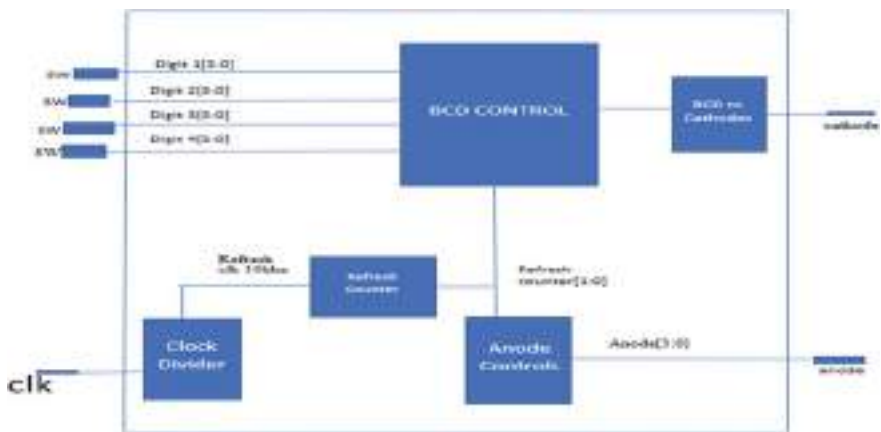 SW
Digit 1[3:0]
SW
Digit 2[3:0]
SW
Digit 3[3:0]
SW
Digit 4[3:0]
BCD CONTROL
BCD to
Cathodes
cathode
Refresh
clk 10khz
Refresh
Counter
Refresh
counter[1:0]
Clock
Divider
Anode
Controls
Anode[3:0]
clk
anode